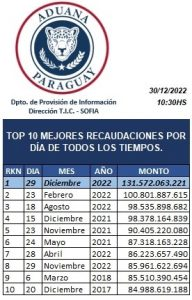 ADUANA
PARAGUAY
30/12/2022
Dpto. de Provisión de Información 10:30HS
Dirección T.I.C. - SOFIA
TOP 10 MEJORES RECAUDACIONES POR
DÍA DE TODOS LOS TIEMPOS.
RKN DIA MES AÑO MONTO
1 29 Diciembre 2022 131.572.063.221
2 23 Febrero 2022 100.801.887.615
3 18 Agosto 2022 98.535.898.682
4 15 Diciembre 2021 98.378.164.839
5 23 Diciembre 2021 90.405.220.080
6 24 Mayo 2021 87.318.163.228
7 28 Abril 2022 86.223.657.490
8 29 Noviembre 2022 85.961.622.694
9 27 Marzo 2018 85.510.390.454
10 20 Diciembre 2017 84.988.619.188